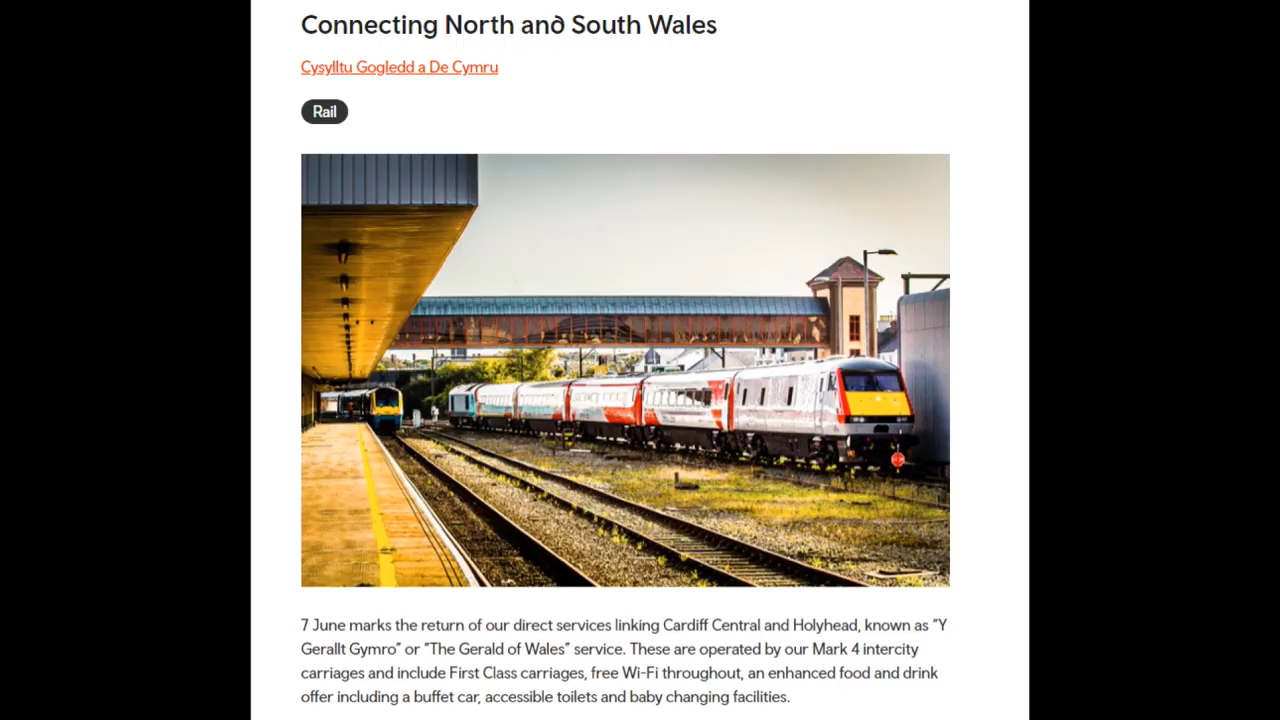 Connecting North and South Wales
Cysylltu Gogledd a De Cymru
Rail
7 June marks the return of our direct services linking Cardiff Central and Holyhead, known as “Y
Gerallt Gymro” or “The Gerald of Wales” service. These are operated by our Mark 4 intercity
carriages and include First Class carriages, free Wi-Fi throughout, an enhanced food and drink
offer including a buffet car, accessible toilets and baby changing facilities.